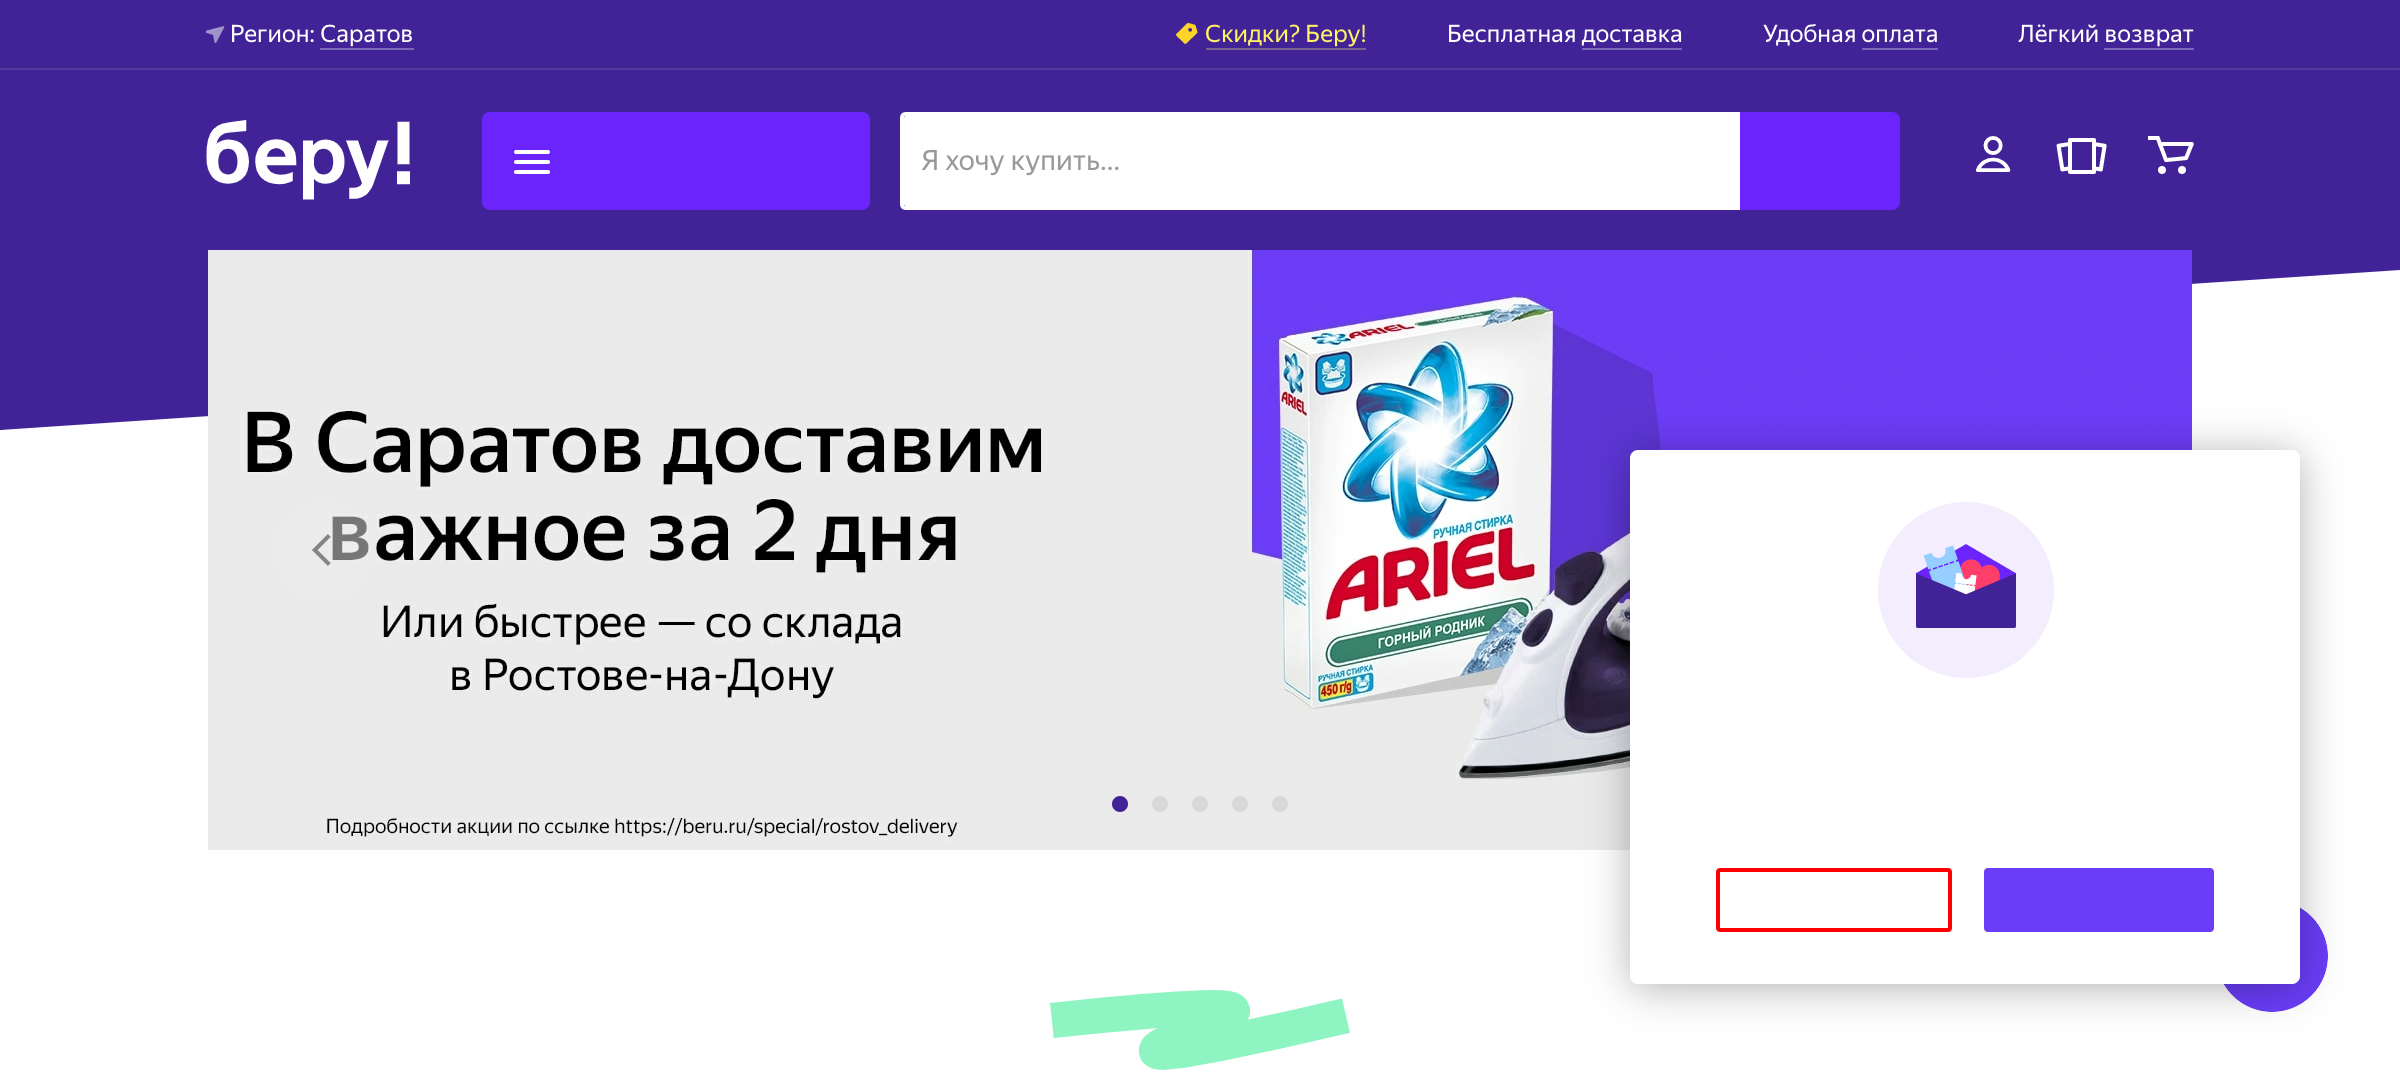 Регион: Саратов
Скидки? Беру!
Бесплатная доставка
Удобная оплата
Лёгкий возврат
беру!
Я хочу купить...
В Саратов доставим
важное за 2 дня
Или быстрее — со склада
в Ростове-на-Дону
Подробности акции по ссылке https://beru.ru/special/rostov_delivery
ARIEL
ARIEL
РУЧНАЯ СТИРКА
ARIEL
ГОРНЫЙ РОДНИК
РУЧНАЯ СТИРКА
450 г/g